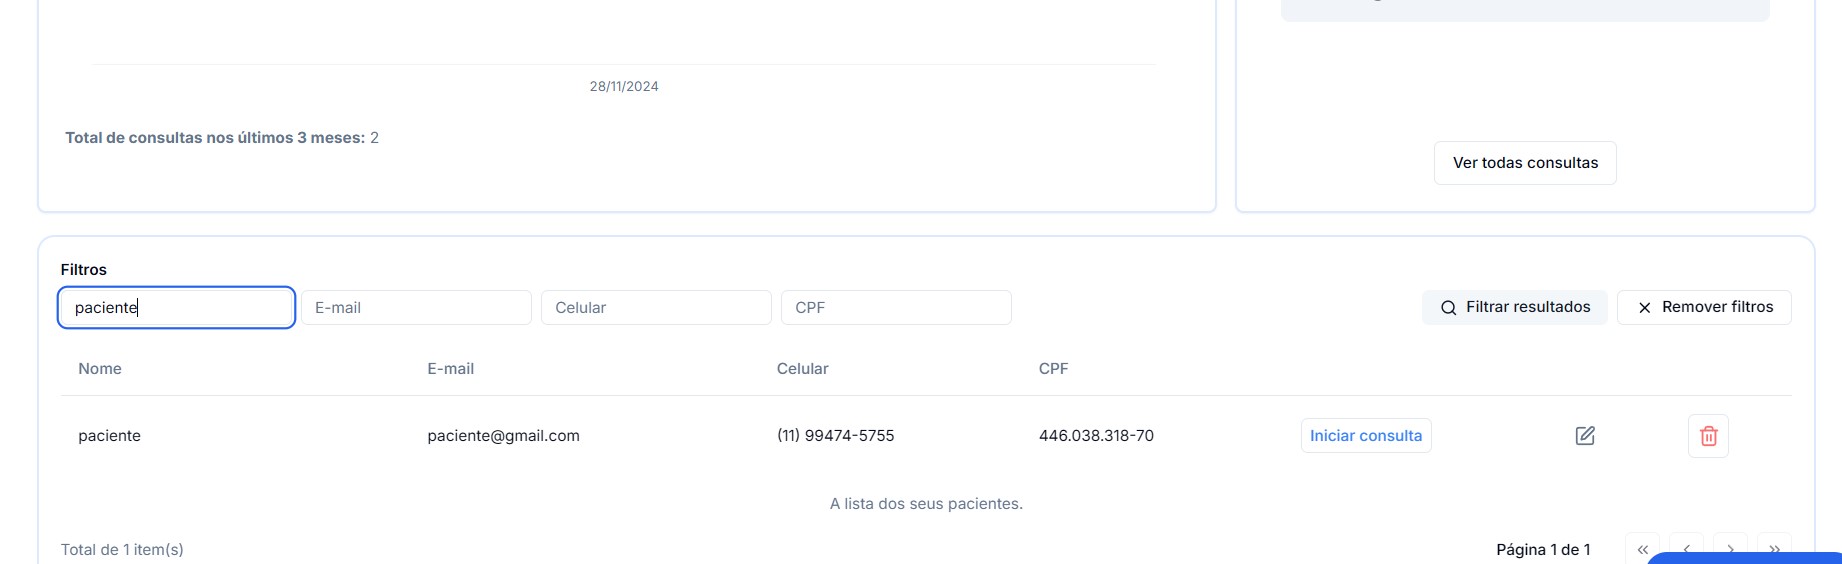 28/11/2024
Total de consultas nos últimos 3 meses: 2
Ver todas consultas
Filtros
paciente E-mail Celular CPF Filtrar resultados Remover filtros
Nome E-mail Celular CPF
paciente paciente@gmail.com (11) 99474-5755 446.038.318-70 Iniciar consulta
A lista dos seus pacientes.
Total de 1 item(s) Página 1 de 1